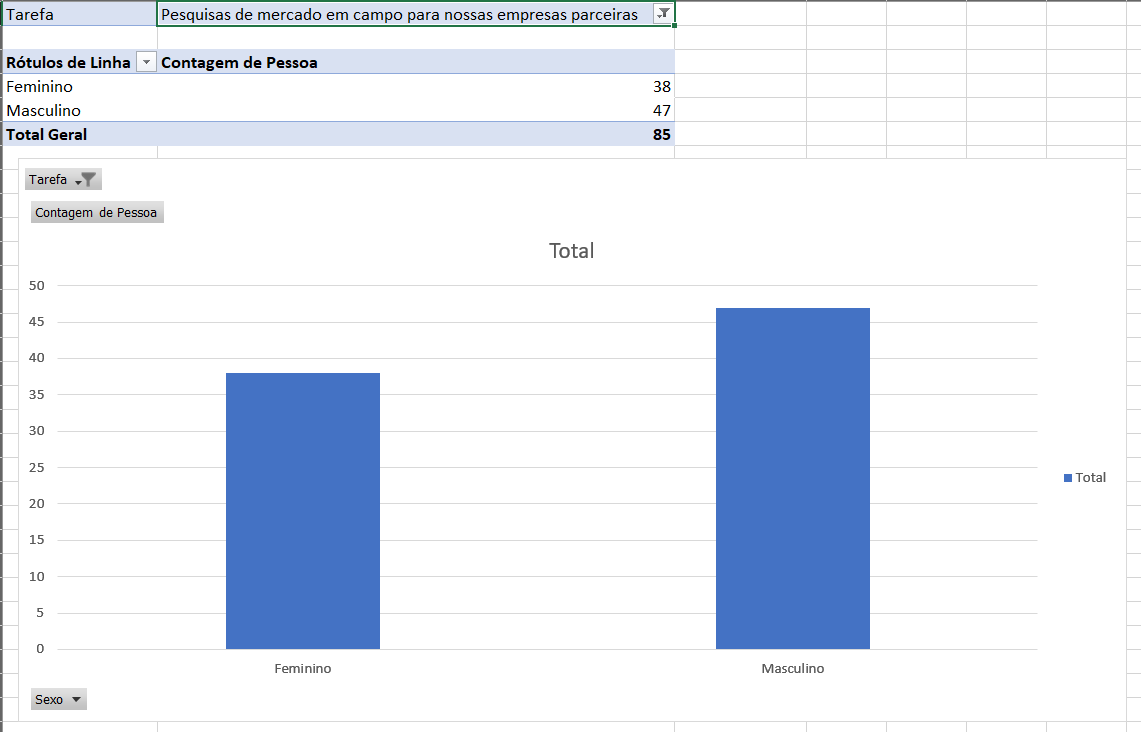 Tarefa Pesquisas de mercado em campo para nossas empresas parceiras
Rótulos de Linha Contagem de Pessoa
Feminino 38
Masculino 47
Total Geral 85
Tarefa
Contagem de Pessoa
Total
50
45
40
35
30
25
20
15
10
5
0
Total
Feminino Masculino
Sexo